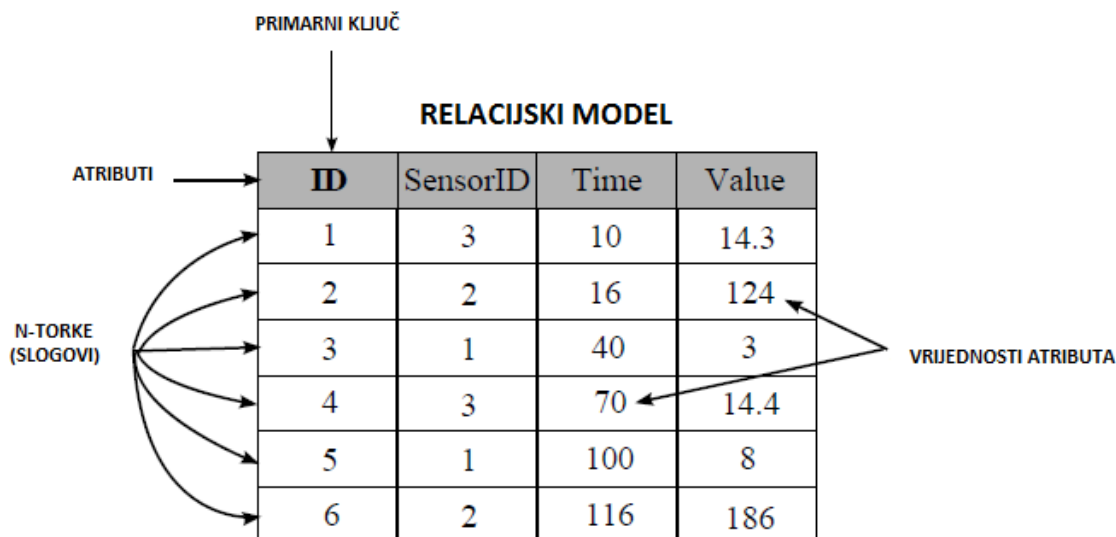 PRIMARNI KLJUČ
RELACIJSKI MODEL
ATRIBUTI
ID SensorID Time Value
1 3 10 14.3
2 2 16 124
3 1 40 3
4 3 70 14.4
5 1 100 8
6 2 116 186
N-TORKE
(SLOGOVI)
VRIJEDNOSTI ATRIBUTA